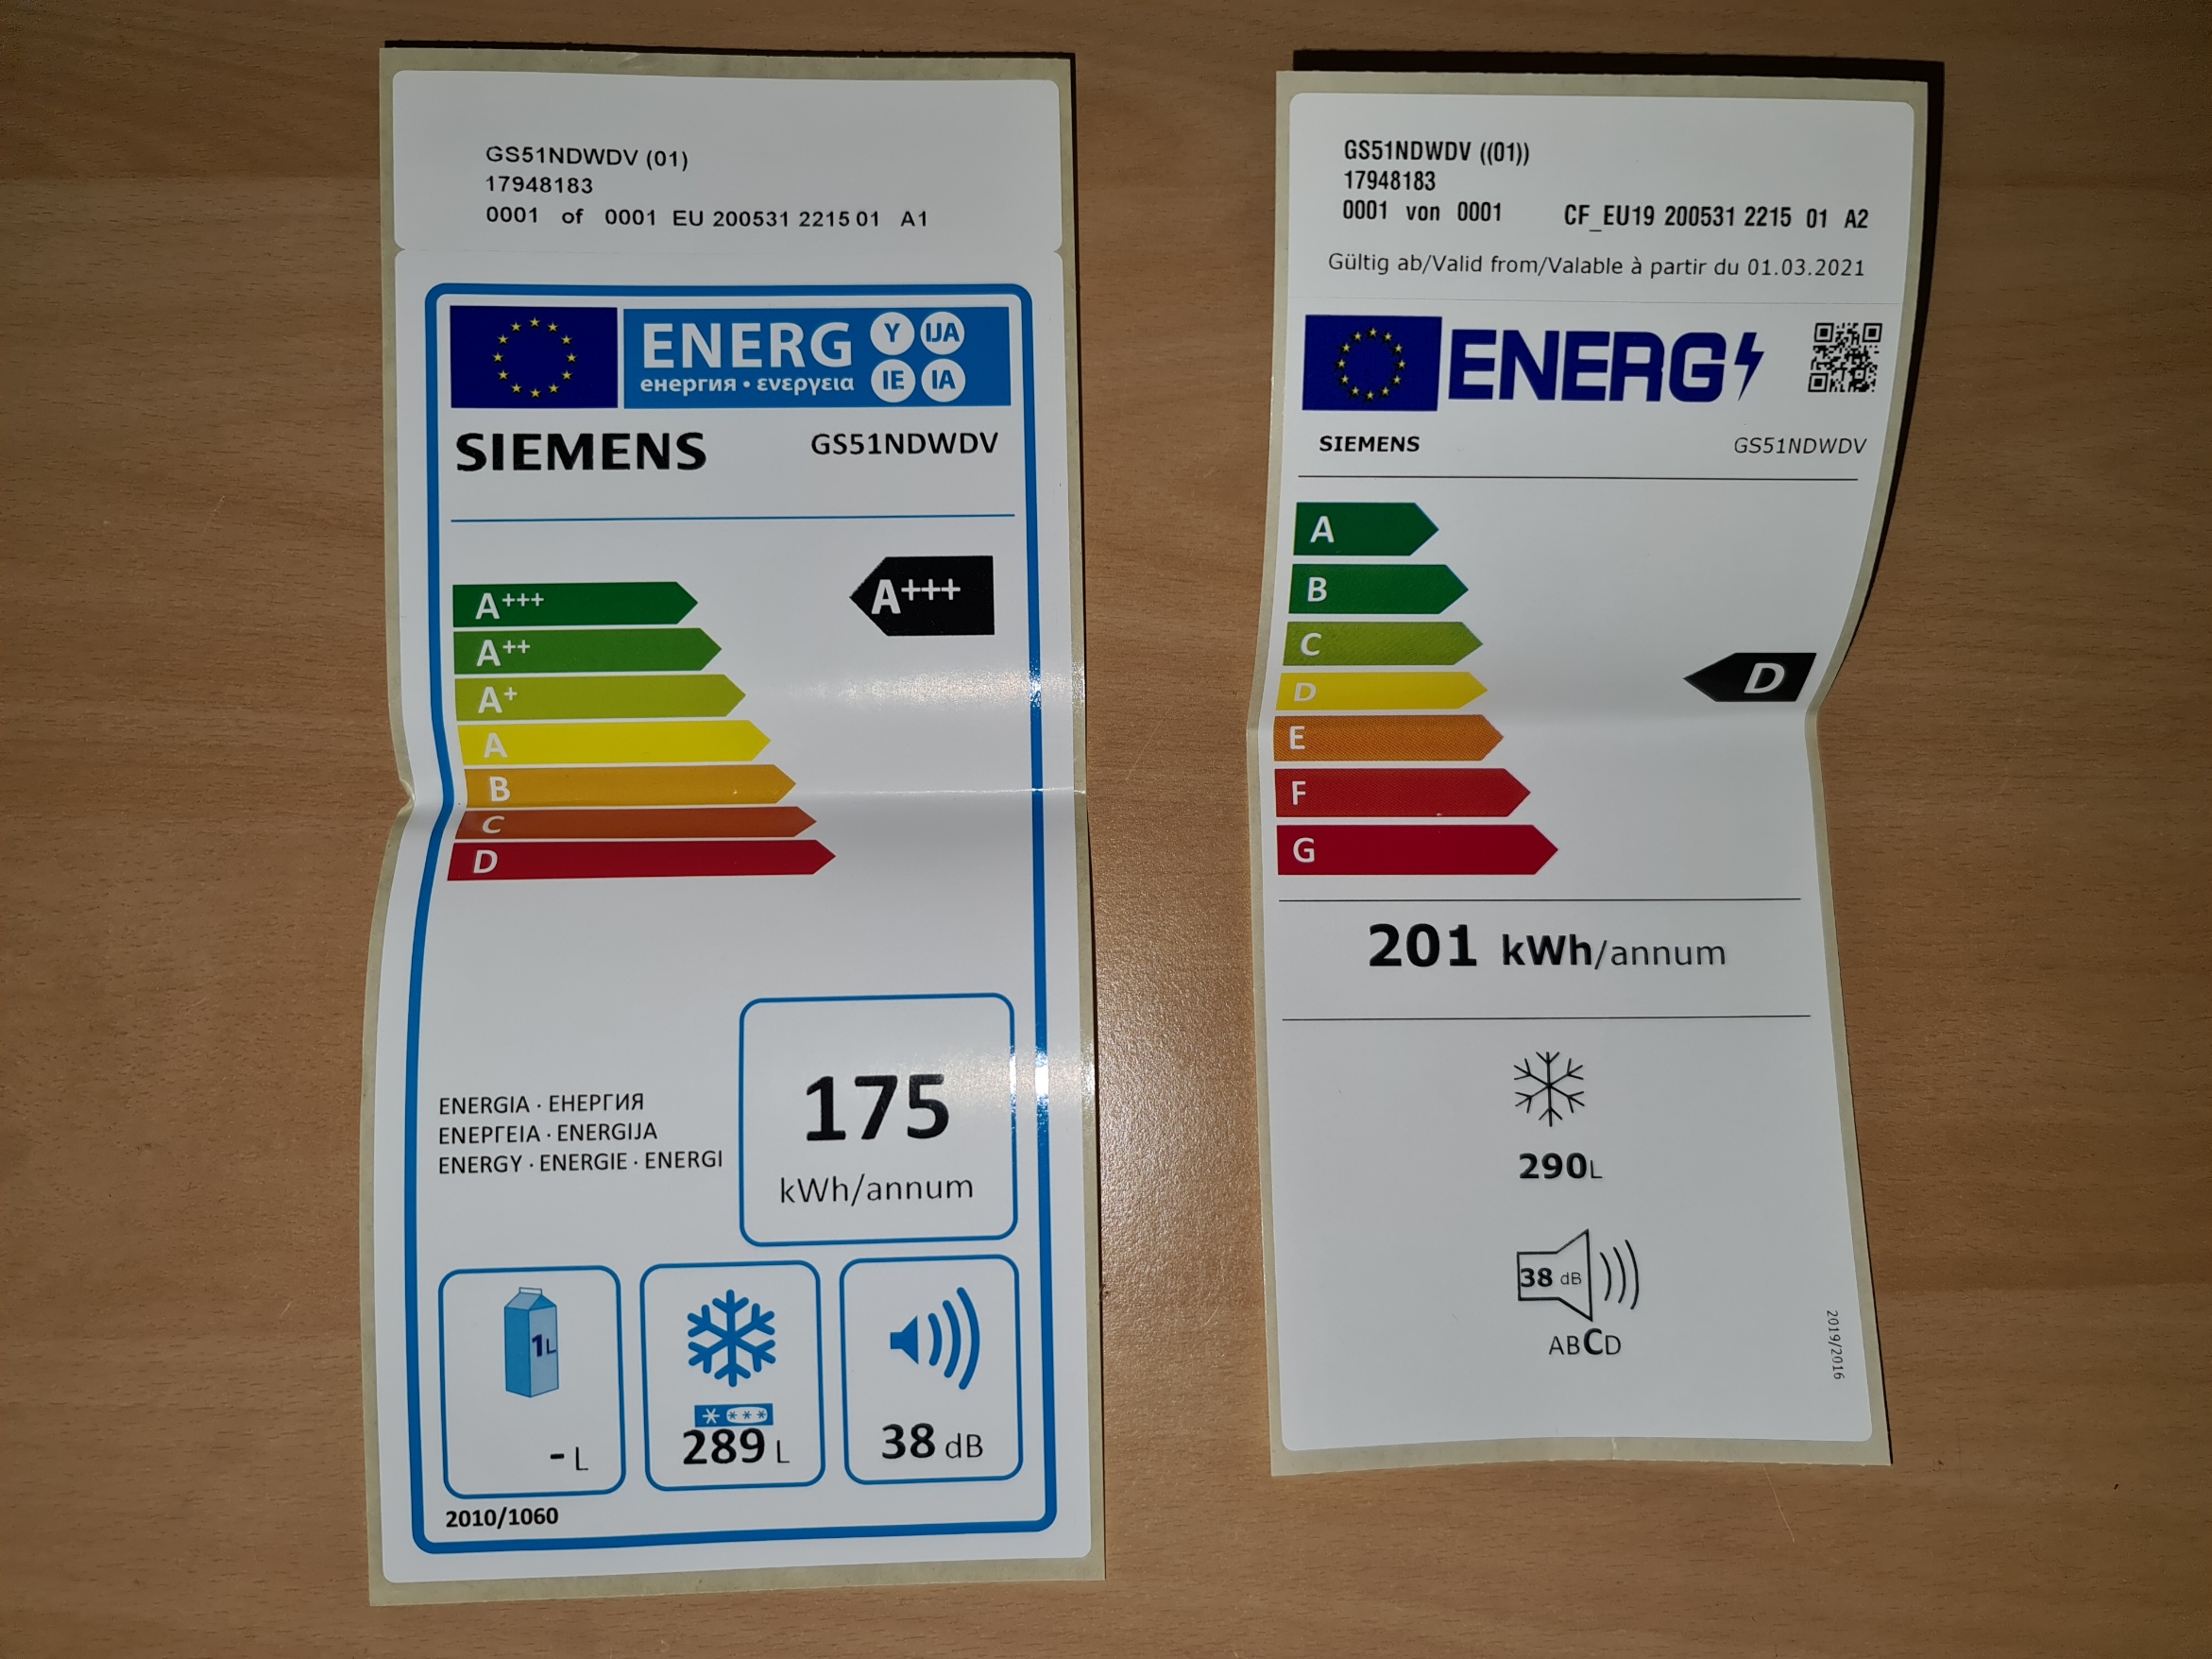 GS51NDWDV (01)
17948183
0001 of 0001 EU 200531 2215 01 A1
ENERG
Y IJA
енергия • ενεργεια
IE IA
SIEMENS GS51NDWDV
A+++
A+++
A++
A+
A
B
C
D
175
kWh/annum
ENERGIA · ЕНЕРГИЯ
ΕΝΕΡΓΕΙΑ · ENERGIJA
ENERGY · ENERGIE · ENERGI
1L
- L
289 L
38 dB
2010/1060
GS51NDWDV ((01))
17948183
0001 von 0001 CF_EU19 200531 2215 01 A2
Gültig ab/Valid from/Valable à partir du 01.03.2021
ENERG
SIEMENS GS51NDWDV
A
B
C
D
D
E
F
G
201 kWh/annum
290L
38 dB
ABCD
2019/2016